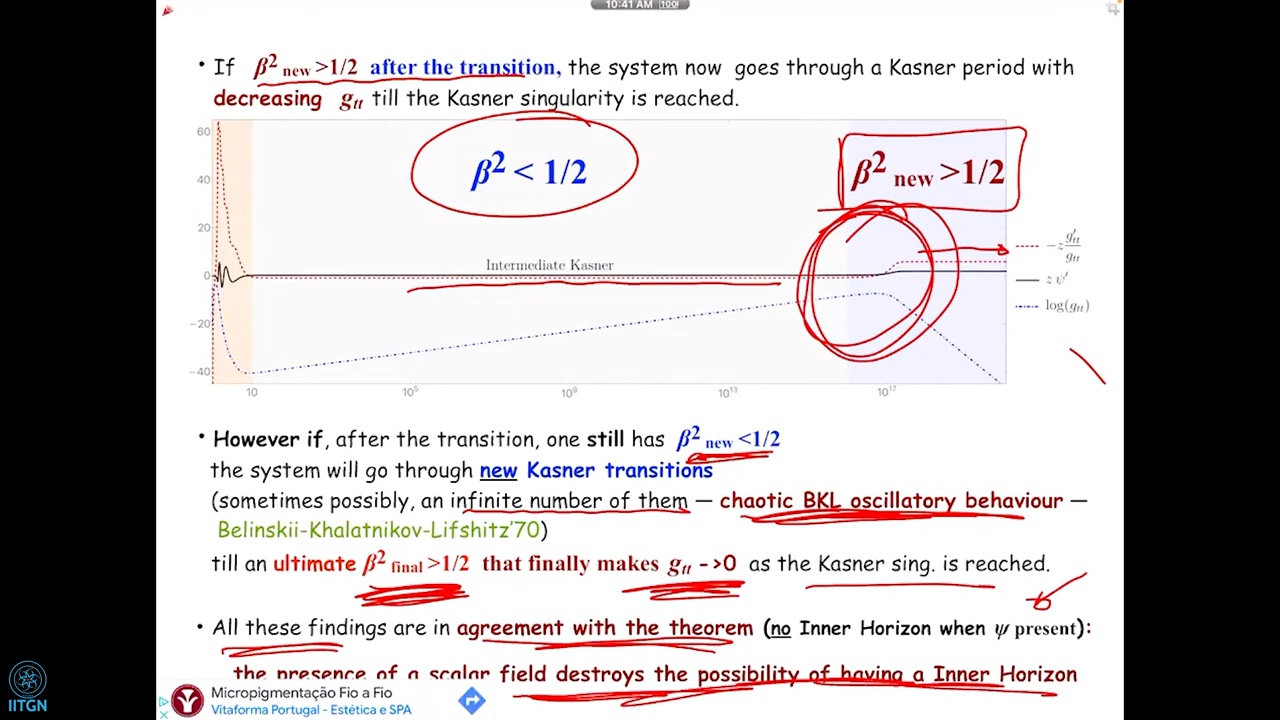 10:41 AM 100%
• If β² new >1/2 after the transition, the system now goes through a Kasner period with
decreasing gtt till the Kasner singularity is reached.
60
40
20
0
-20
-40
β² < 1/2
β² new >1/2
Intermediate Kasner
-z g'tt/gtt
z ψ'
log(gtt)
10 10⁵ 10⁹ 10¹³ 10¹⁷
• However if, after the transition, one still has β² new <1/2
the system will go through new Kasner transitions
(sometimes possibly, an infinite number of them — chaotic BKL oscillatory behaviour —
Belinskii-Khalatnikov-Lifshitz'70)
till an ultimate β² final >1/2 that finally makes gtt ->0 as the Kasner sing. is reached.
• All these findings are in agreement with the theorem (no Inner Horizon when ψ present):
the presence of a scalar field destroys the possibility of having a Inner Horizon
Micropigmentação Fio a Fio
Vitaforma Portugal - Estética e SPA
IITGN